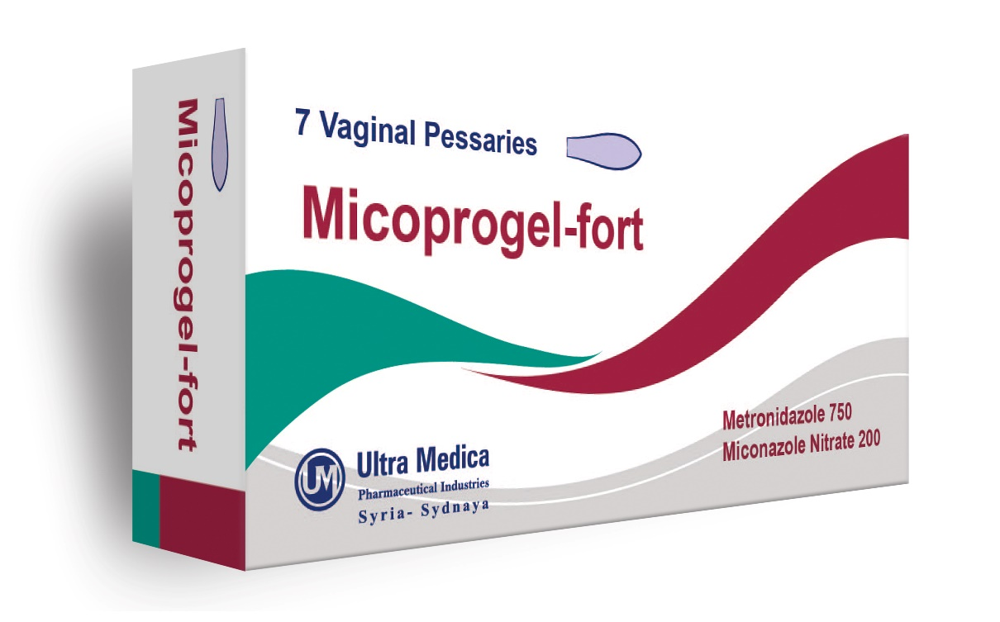 Micoprogel-fort
7 Vaginal Pessaries
Micoprogel-fort
UM
Ultra Medica
Pharmaceutical Industries
Syria- Sydnaya
Metronidazole 750
Miconazole Nitrate 200